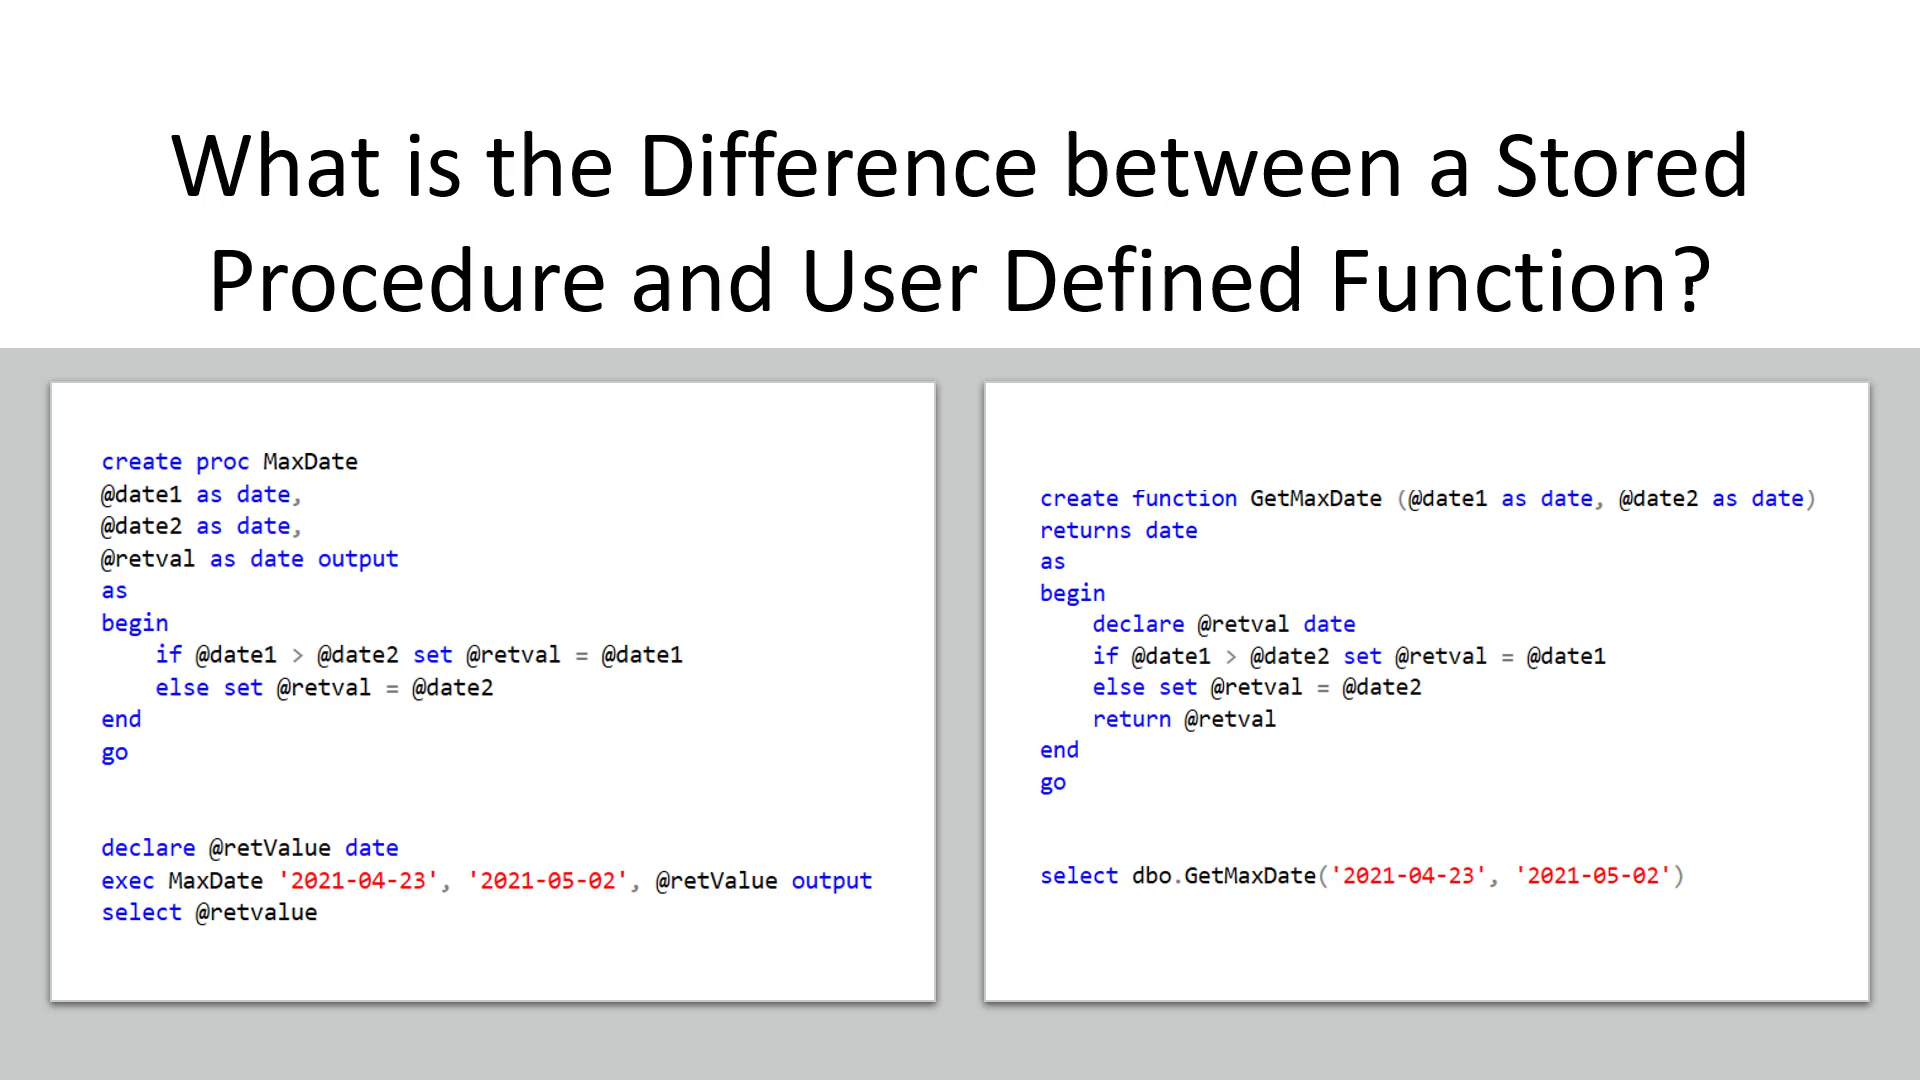 What is the Difference between a Stored
Procedure and User Defined Function?
create proc MaxDate
@date1 as date,
@date2 as date,
@retval as date output
as
begin
if @date1 > @date2 set @retval = @date1
else set @retval = @date2
end
go
declare @retValue date
exec MaxDate '2021-04-23', '2021-05-02', @retValue output
select @retvalue
create function GetMaxDate (@date1 as date, @date2 as date)
returns date
as
begin
declare @retval date
if @date1 > @date2 set @retval = @date1
else set @retval = @date2
return @retval
end
go
select dbo.GetMaxDate('2021-04-23', '2021-05-02')